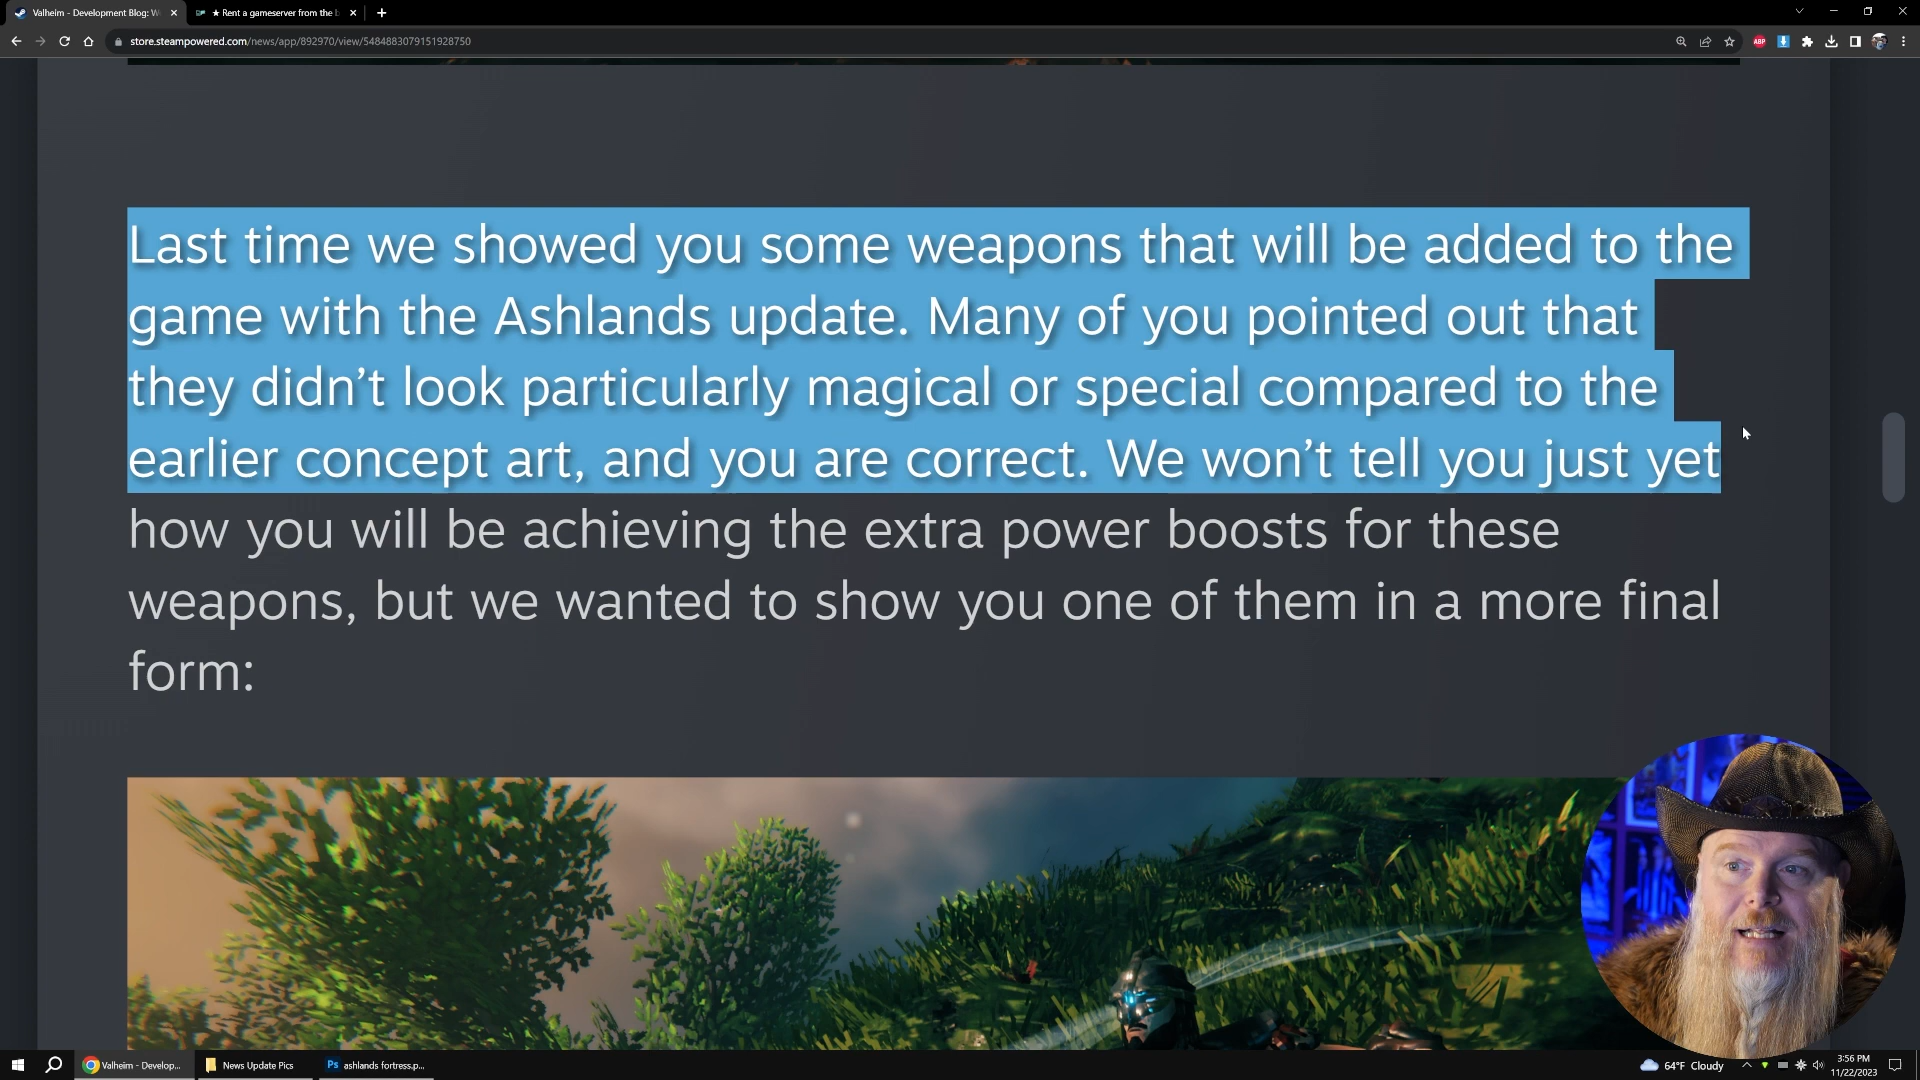 Valheim - Development Blog: W
★ Rent a gameserver from the b
store.steampowered.com/news/app/892970/view/5484883079151928750
ABP
Last time we showed you some weapons that will be added to the
game with the Ashlands update. Many of you pointed out that
they didn’t look particularly magical or special compared to the
earlier concept art, and you are correct. We won’t tell you just yet
how you will be achieving the extra power boosts for these
weapons, but we wanted to show you one of them in a more final
form:
Valheim - Develop...
News Update Pics
Ps
ashlands fortress.p...
64°F Cloudy
3:56 PM
11/22/2023